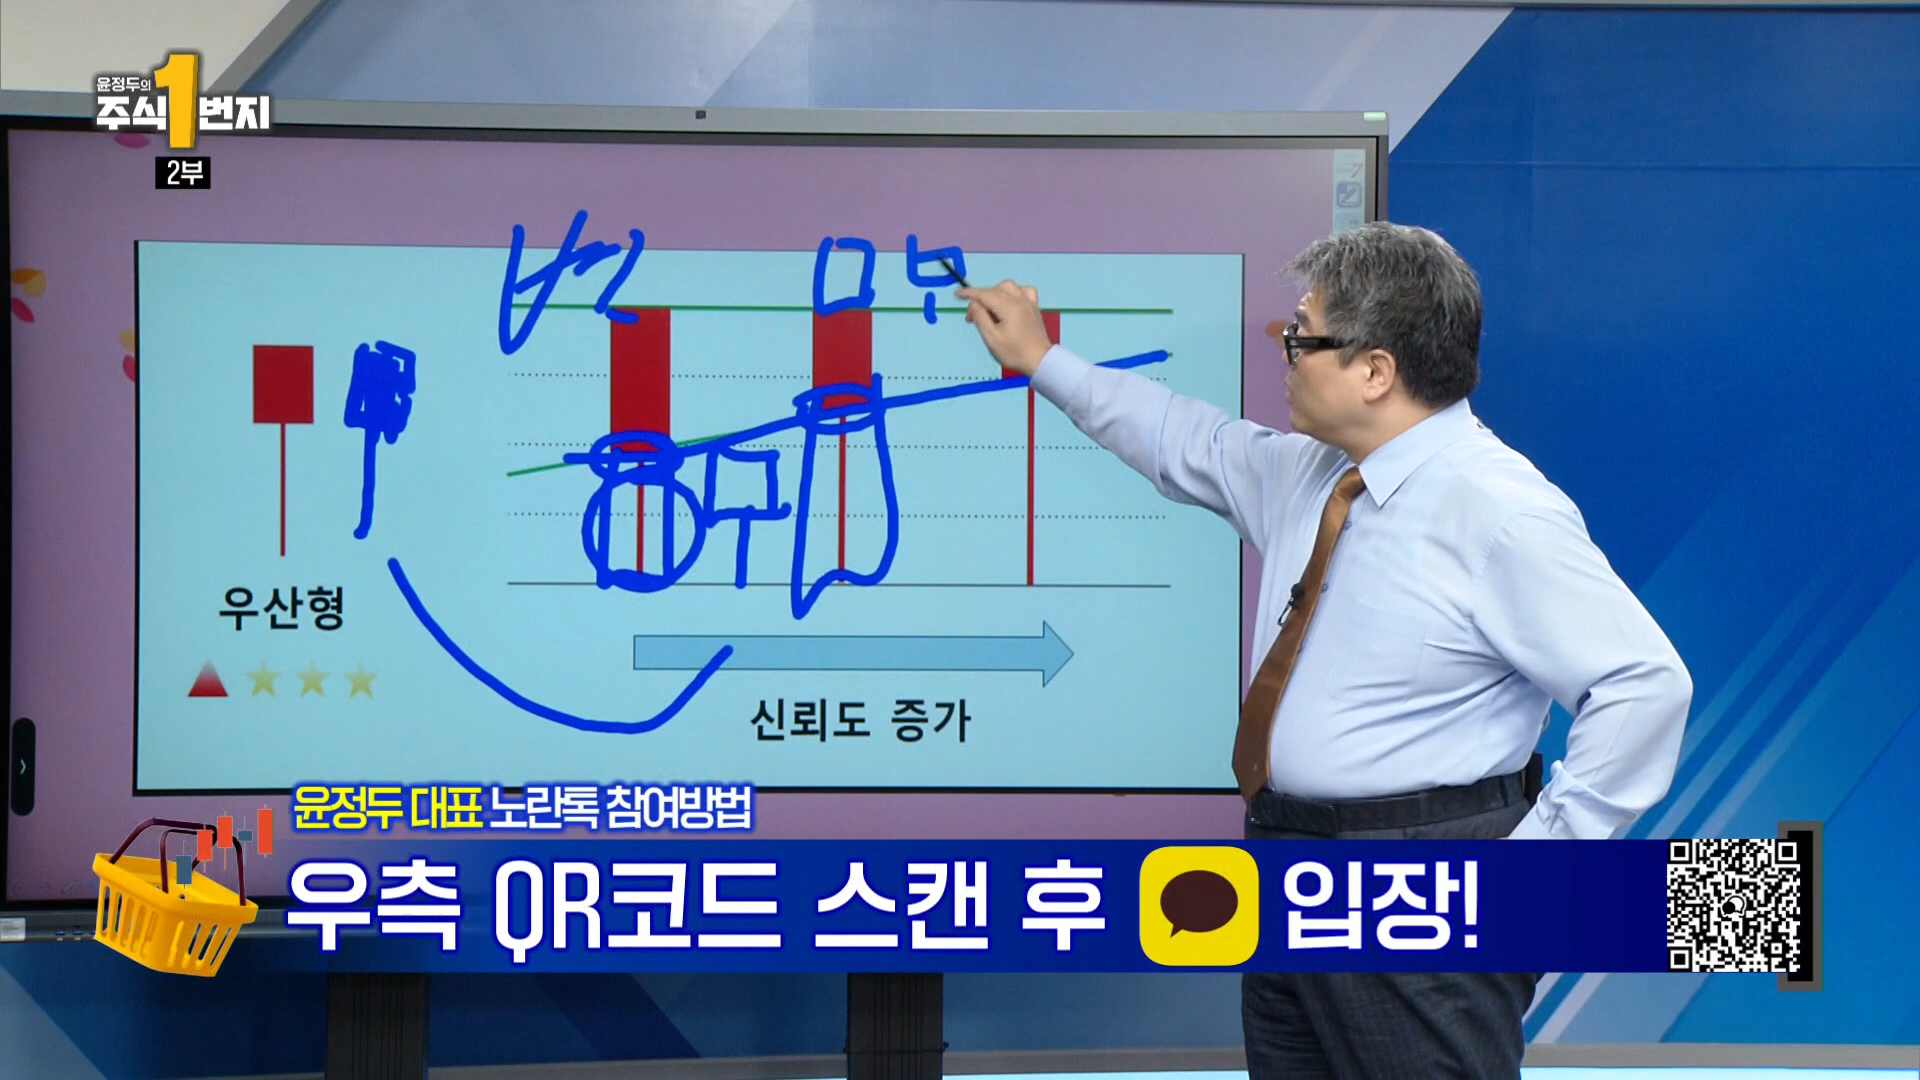 윤정두의
주식1번지
2부
우산형
신뢰도 증가
윤정두 대표 노란톡 참여방법
우측 QR코드 스캔 후 입장!